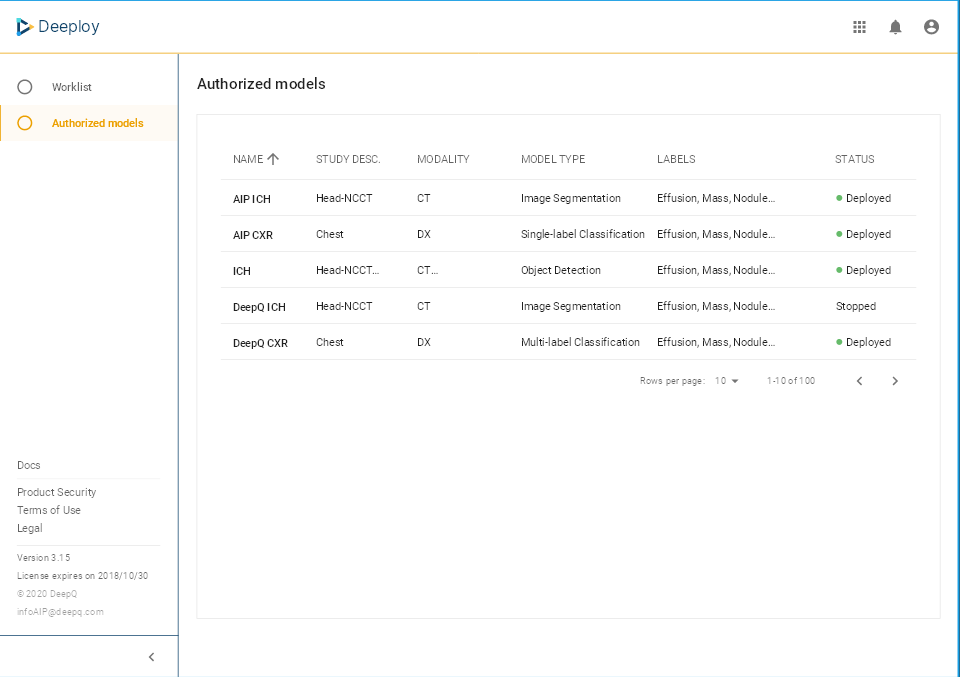 Deeploy
Worklist
Authorized models
Docs
Product Security
Terms of Use
Legal
Version 3.15
License expires on 2018/10/30
© 2020 DeepQ
infoAIP@deepq.com
Authorized models
NAME STUDY DESC. MODALITY MODEL TYPE LABELS STATUS
AIP ICH Head-NCCT CT Image Segmentation Effusion, Mass, Nodule... Deployed
AIP CXR Chest DX Single-label Classification Effusion, Mass, Nodule... Deployed
ICH Head-NCCT... CT... Object Detection Effusion, Mass, Nodule... Deployed
DeepQ ICH Head-NCCT CT Image Segmentation Effusion, Mass, Nodule... Stopped
DeepQ CXR Chest DX Multi-label Classification Effusion, Mass, Nodule... Deployed
Rows per page: 10 1-10 of 100